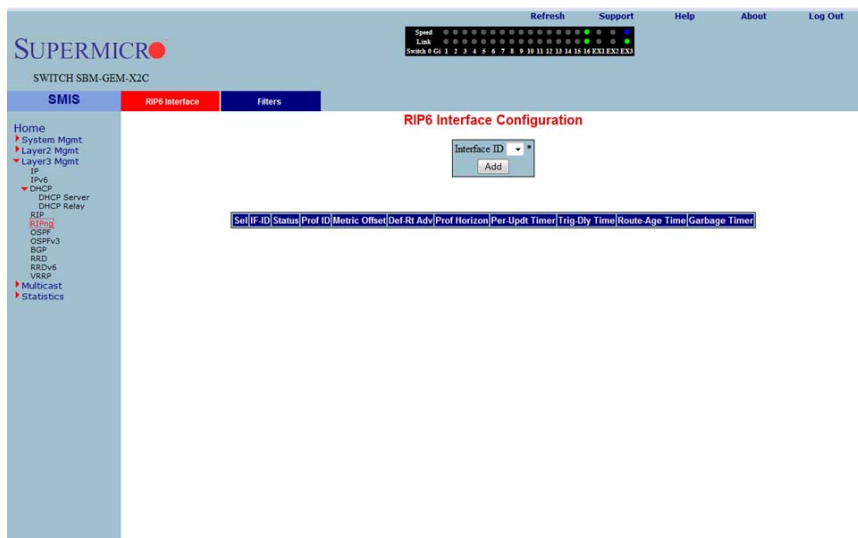 Refresh Support Help About Log Out
Speed
Link
Switch 0 Gi 1 2 3 4 5 6 7 8 9 10 11 12 13 14 15 16 EX1 EX2 EX3
SUPERMICRO
SWITCH SBM-GEM-X2C
SMIS
RIP6 Interface
Filters
Home
System Mgmt
Layer2 Mgmt
Layer3 Mgmt
IP
IPv6
DHCP
DHCP Server
DHCP Relay
RIP
RIPng
OSPF
OSPFv3
BGP
RRD
RRDv6
VRRP
Multicast
Statistics
RIP6 Interface Configuration
Interface ID *
Add
Sel IF-ID Status Prof ID Metric Offset Def-Rt Adv Prof Horizon Per-Updt Timer Trig-Dly Time Route-Age Time Garbage Timer